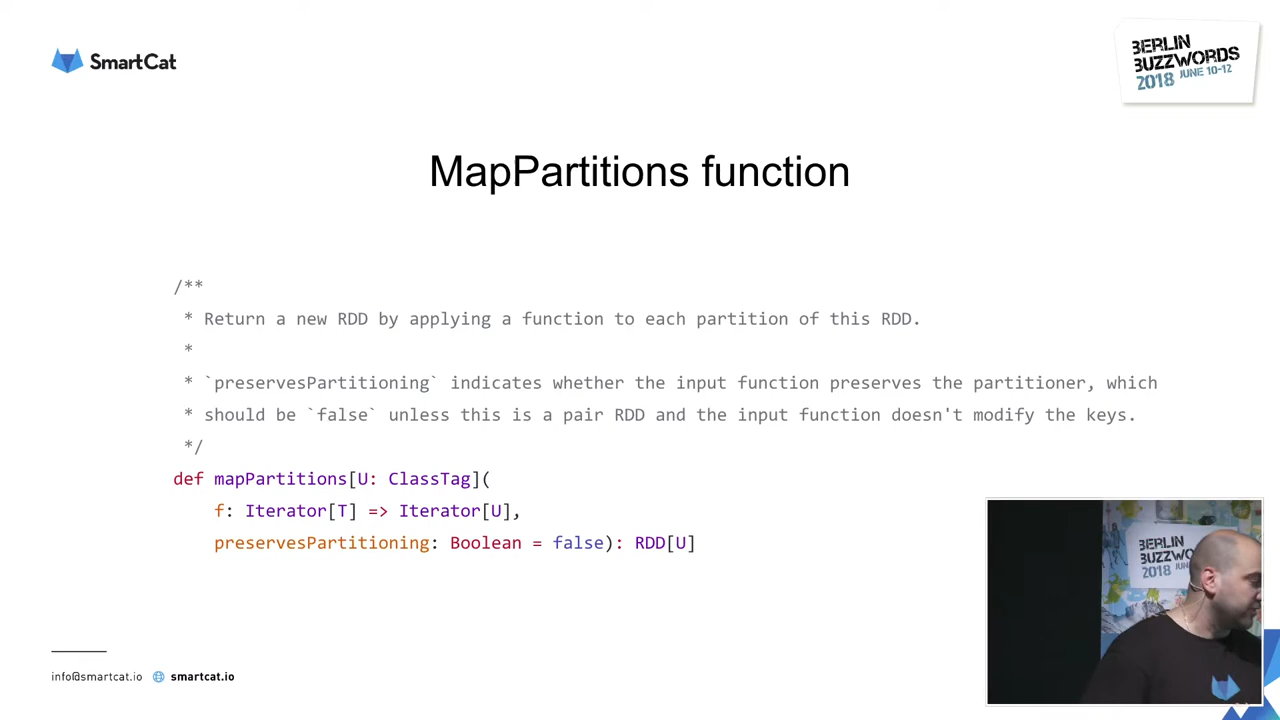 SmartCat
BERLIN
BUZZWORDS
2018 JUNE 10-12
MapPartitions function
/**
* Return a new RDD by applying a function to each partition of this RDD.
*
* `preservesPartitioning` indicates whether the input function preserves the partitioner, which
* should be `false` unless this is a pair RDD and the input function doesn't modify the keys.
*/
def mapPartitions[U: ClassTag](
f: Iterator[T] => Iterator[U],
preservesPartitioning: Boolean = false): RDD[U]
BERLIN
BUZZWORDS
2018
info@smartcat.io smartcat.io